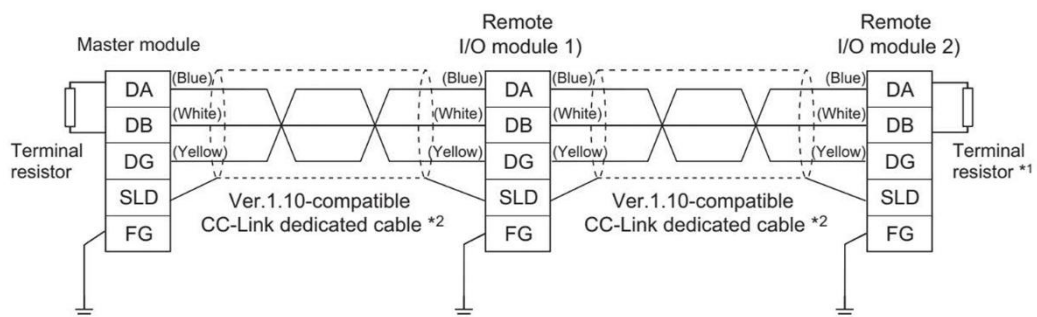 Master module
Remote
I/O module 1)
Remote
I/O module 2)
DA
DB
DG
SLD
FG
(Blue)
(White)
(Yellow)
(Blue)
(White)
(Yellow)
DA
DB
DG
SLD
FG
(Blue)
(White)
(Yellow)
(Blue)
(White)
(Yellow)
DA
DB
DG
SLD
FG
Terminal
resistor
Ver.1.10-compatible
CC-Link dedicated cable *2
Ver.1.10-compatible
CC-Link dedicated cable *2
Terminal
resistor *1